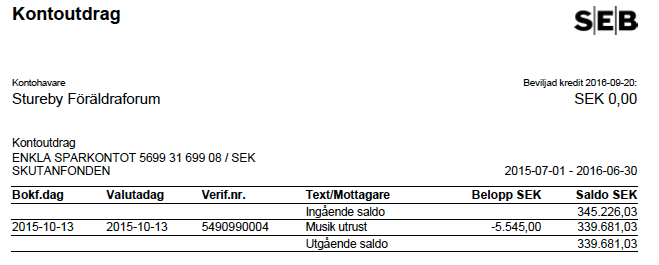 Kontoutdrag
SEB
Kontohavare
Beviljad kredit 2016-09-20:
Stureby Föräldraforum
SEK 0,00
Kontoutdrag
ENKLA SPARKONTOT 5699 31 699 08 / SEK
SKUTANFONDEN
2015-07-01 - 2016-06-30
Bokf.dag Valutadag Verif.nr. Text/Mottagare Belopp SEK Saldo SEK
Ingående saldo 345.226,03
2015-10-13 2015-10-13 5490990004 Musik utrust -5.545,00 339.681,03
Utgående saldo 339.681,03